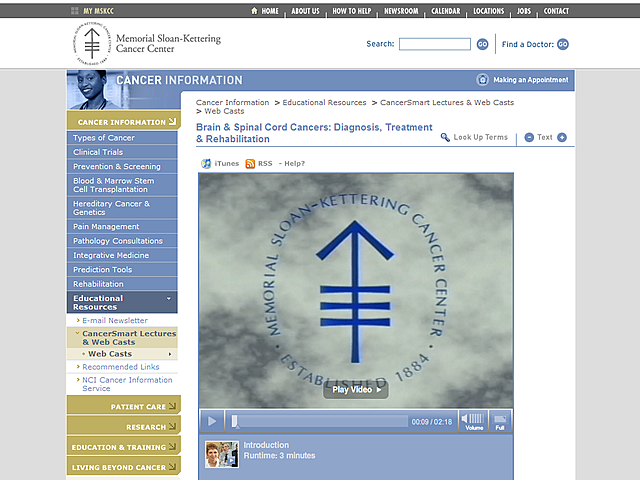 MY MSKCC
HOME ABOUT US HOW TO HELP NEWSROOM CALENDAR LOCATIONS JOBS CONTACT
Memorial Sloan-Kettering
Cancer Center
Search: GO Find a Doctor: GO
CANCER INFORMATION
Making an Appointment
CANCER INFORMATION
Types of Cancer
Clinical Trials
Prevention & Screening
Blood & Marrow Stem
Cell Transplantation
Hereditary Cancer &
Genetics
Pain Management
Pathology Consultations
Integrative Medicine
Prediction Tools
Rehabilitation
Educational
Resources
E-mail Newsletter
CancerSmart Lectures
& Web Casts
Web Casts
Recommended Links
NCI Cancer Information
Service
PATIENT CARE
RESEARCH
EDUCATION & TRAINING
LIVING BEYOND CANCER
Cancer Information > Educational Resources > CancerSmart Lectures & Web Casts
> Web Casts
Brain & Spinal Cord Cancers: Diagnosis, Treatment
& Rehabilitation
Look Up Terms
- Text +
iTunes RSS - Help?
MEMORIAL SLOAN-KETTERING CANCER CENTER
· ESTABLISHED 1884 ·
Play Video
00:09 / 02:18
Volume
Full
Introduction
Runtime: 3 minutes